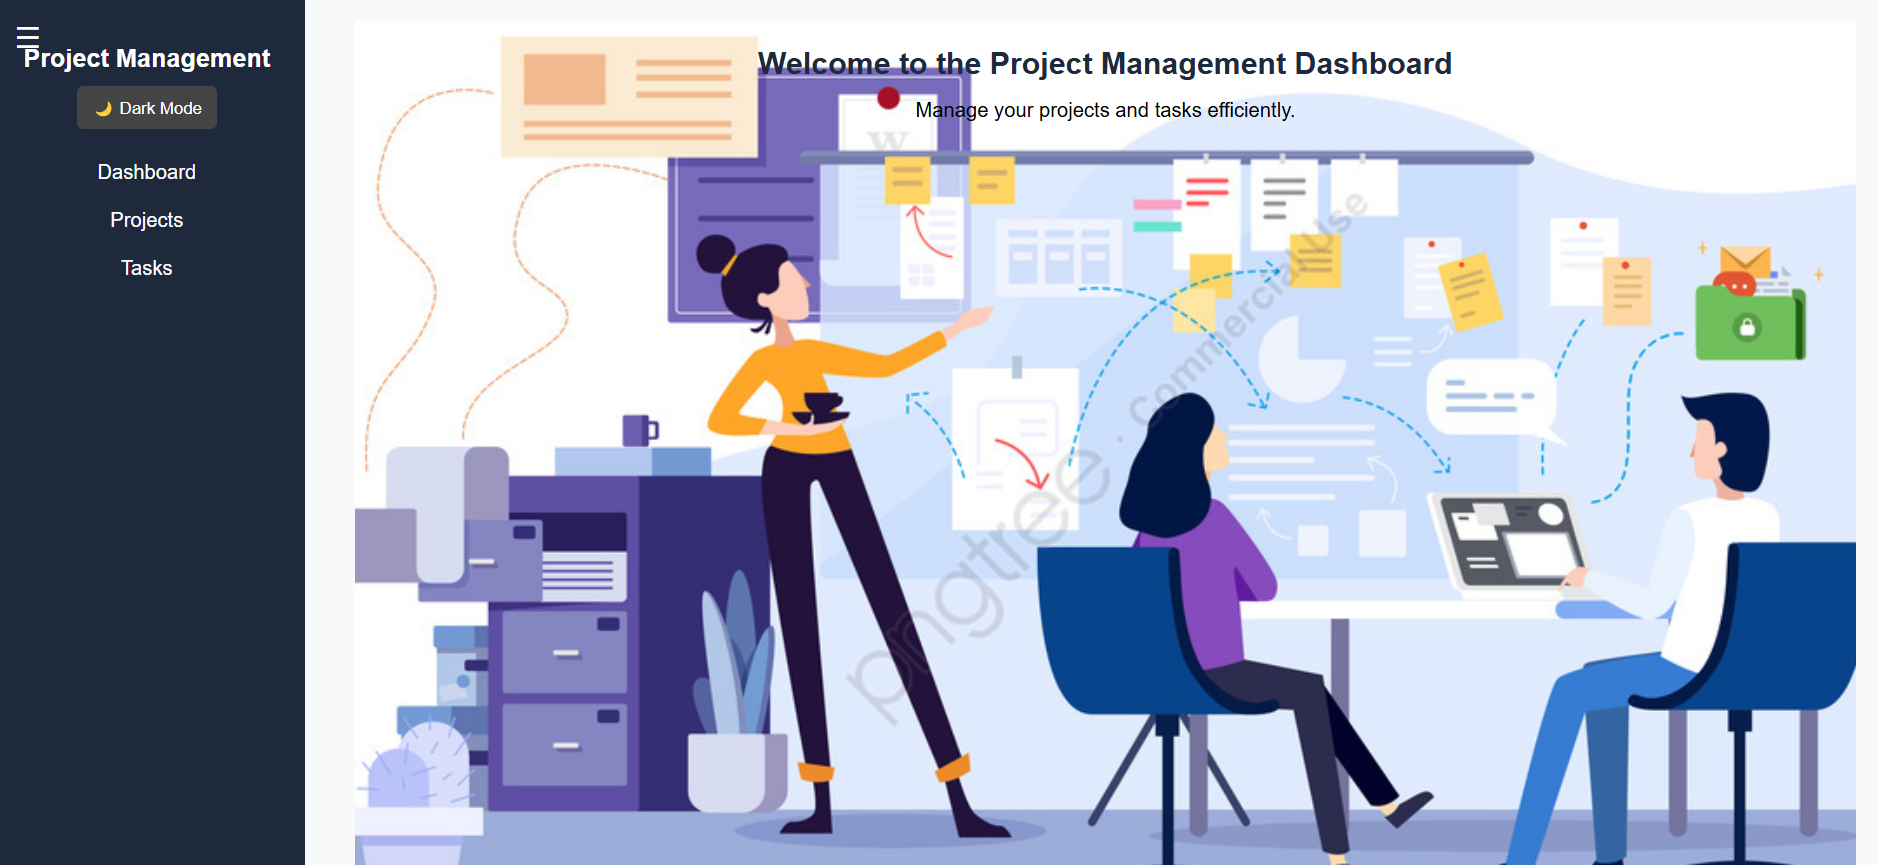 ☰
Project Management
🌙 Dark Mode
Dashboard
Projects
Tasks
Welcome to the Project Management Dashboard
Manage your projects and tasks efficiently.
W
pngtree · Commercial Use